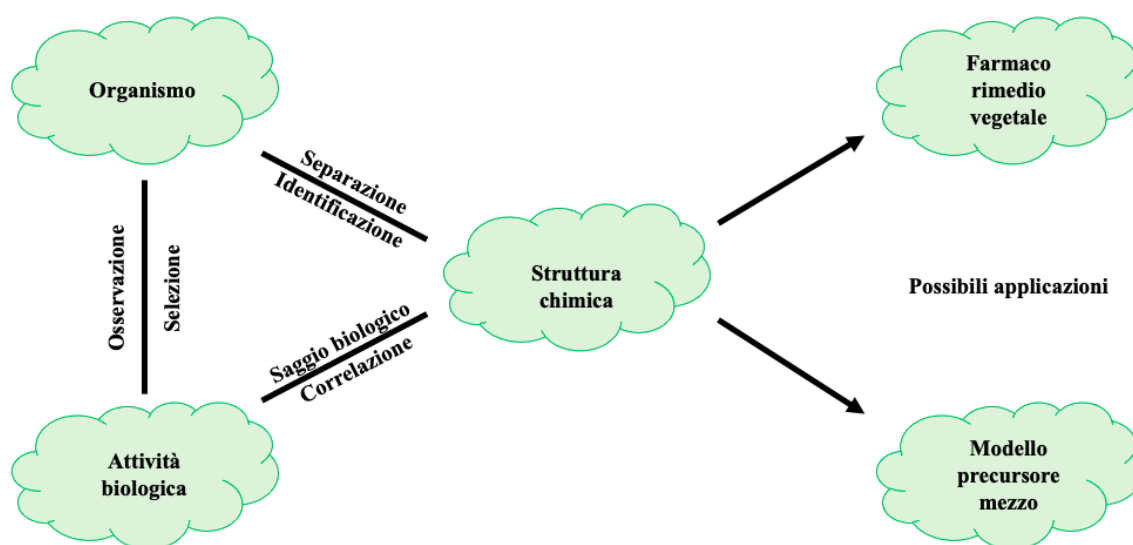 Organismo
Farmaco
rimedio
vegetale
Separazione
Identificazione
Osservazione
Selezione
Struttura
chimica
Possibili applicazioni
Saggio biologico
Correlazione
Attività
biologica
Modello
precursore
mezzo